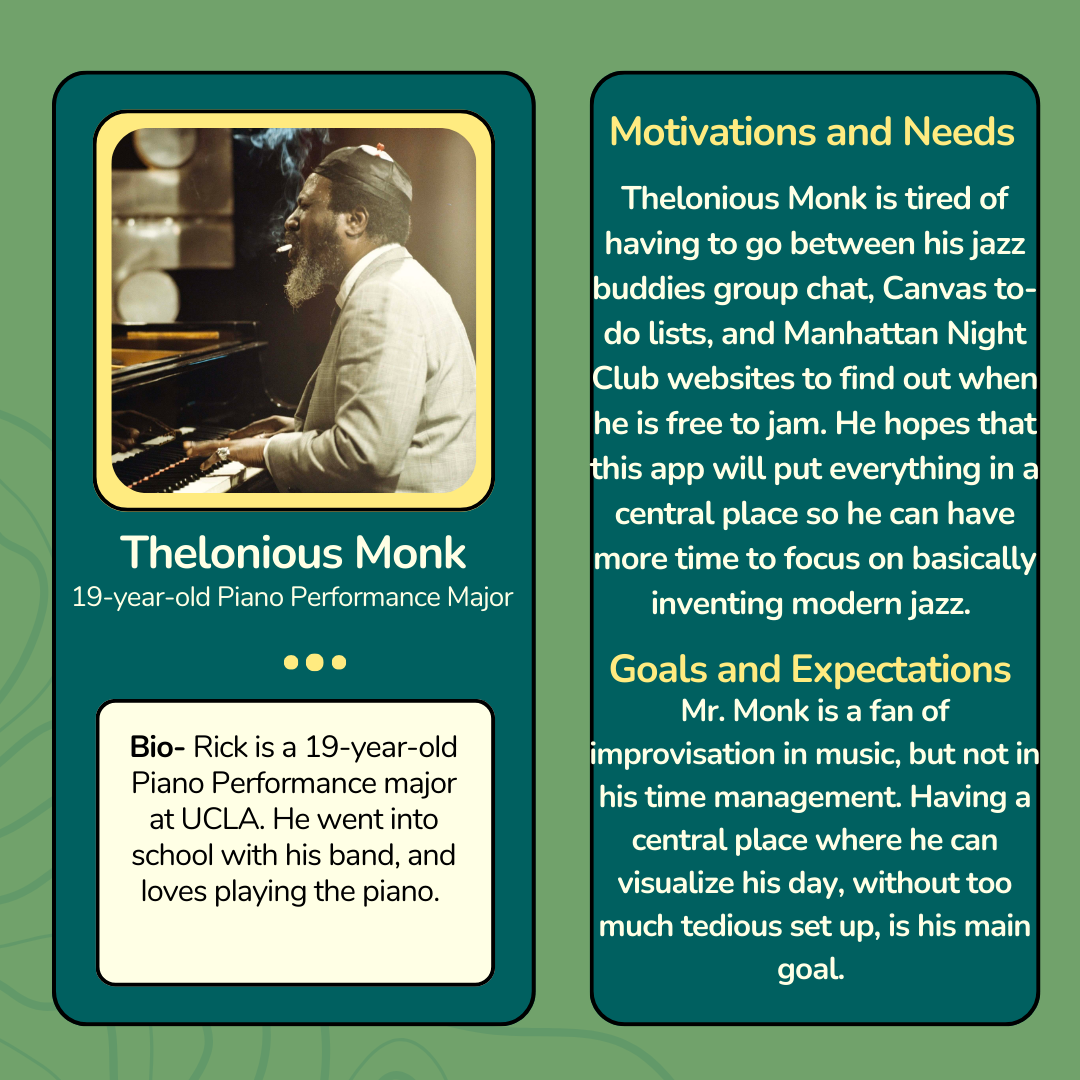 Thelonious Monk
19-year-old Piano Performance Major
Bio- Rick is a 19-year-old
Piano Performance major
at UCLA. He went into
school with his band, and
loves playing the piano.
Motivations and Needs
Thelonious Monk is tired of
having to go between his jazz
buddies group chat, Canvas to-
do lists, and Manhattan Night
Club websites to find out when
he is free to jam. He hopes that
this app will put everything in a
central place so he can have
more time to focus on basically
inventing modern jazz.
Goals and Expectations
Mr. Monk is a fan of
improvisation in music, but not in
his time management. Having a
central place where he can
visualize his day, without too
much tedious set up, is his main
goal.